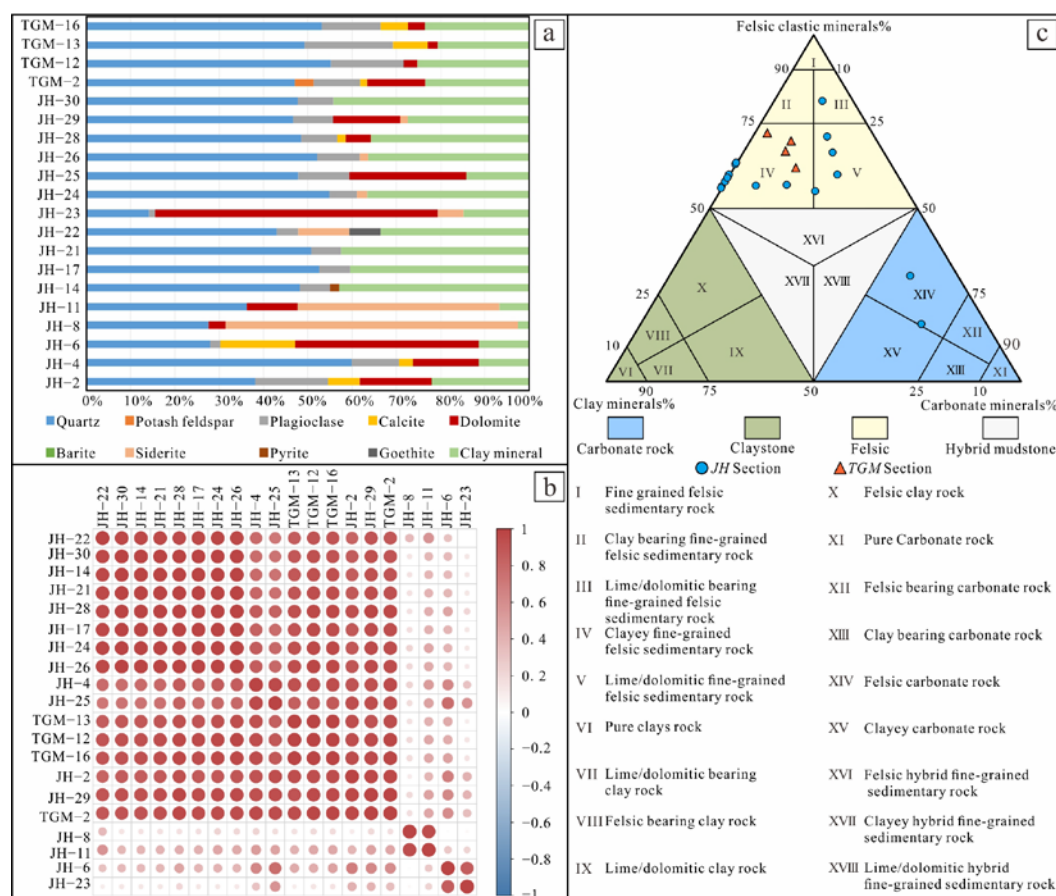 a
TGM-16
TGM-13
TGM-12
TGM-2
JH-30
JH-29
JH-28
JH-26
JH-25
JH-24
JH-23
JH-22
JH-21
JH-17
JH-14
JH-11
JH-8
JH-6
JH-4
JH-2
0% 10% 20% 30% 40% 50% 60% 70% 80% 90% 100%
Quartz Potash feldspar Plagioclase Calcite Dolomite
Barite Siderite Pyrite Goethite Clay mineral
b
JH-22 JH-30 JH-14 JH-21 JH-28 JH-17 JH-24 JH-26 JH-4 JH-25 TGM-13 TGM-12 TGM-16 JH-2 JH-29 TGM-2 JH-8 JH-11 JH-6 JH-23
JH-22
JH-30
JH-14
JH-21
JH-28
JH-17
JH-24
JH-26
JH-4
JH-25
TGM-13
TGM-12
TGM-16
JH-2
JH-29
TGM-2
JH-8
JH-11
JH-6
JH-23
1
0.8
0.6
0.4
0.2
0
-0.2
-0.4
-0.6
-0.8
-1
c
Felsic clastic minerals%
I
90 10
II III
75 25
IV V
50 50
XVI
XVII XVIII
X XIV
25 75
VIII IX XV XII
10 90
VI VII XIII XI
90 75 50 25 10
Clay minerals% Carbonate minerals%
Carbonate rock Claystone Felsic Hybrid mudstone
JH Section TGM Section
I Fine grained felsic
sedimentary rock
II Clay bearing fine-grained
felsic sedimentary rock
III Lime/dolomitic bearing
fine-grained felsic
sedimentary rock
IV Clayey fine-grained
felsic sedimentary rock
V Lime/dolomitic fine-grained
felsic sedimentary rock
VI Pure clays rock
VII Lime/dolomitic bearing
clay rock
VIII Felsic bearing clay rock
IX Lime/dolomitic clay rock
X Felsic clay rock
XI Pure Carbonate rock
XII Felsic bearing carbonate rock
XIII Clay bearing carbonate rock
XIV Felsic carbonate rock
XV Clayey carbonate rock
XVI Felsic hybrid fine-grained
sedimentary rock
XVII Clayey hybrid fine-grained
sedimentary rock
XVIII Lime/dolomitic hybrid
fine-grained sedimentary rock